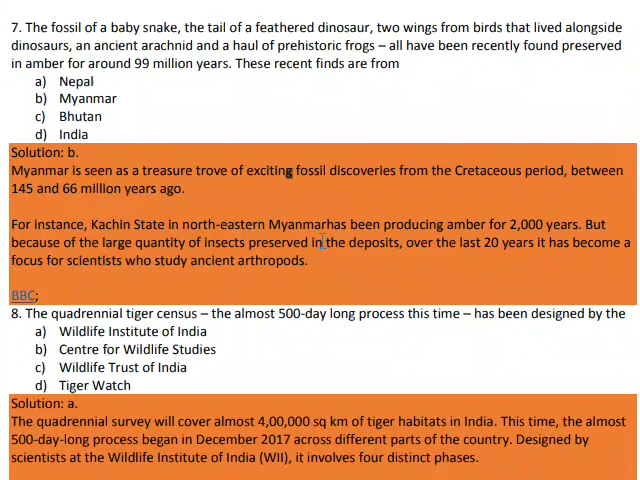 7. The fossil of a baby snake, the tail of a feathered dinosaur, two wings from birds that lived alongside
dinosaurs, an ancient arachnid and a haul of prehistoric frogs – all have been recently found preserved
in amber for around 99 million years. These recent finds are from
a) Nepal
b) Myanmar
c) Bhutan
d) India
Solution: b.
Myanmar is seen as a treasure trove of exciting fossil discoveries from the Cretaceous period, between
145 and 66 million years ago.
For instance, Kachin State in north-eastern Myanmarhas been producing amber for 2,000 years. But
because of the large quantity of insects preserved in the deposits, over the last 20 years it has become a
focus for scientists who study ancient arthropods.
BBC;
8. The quadrennial tiger census – the almost 500-day long process this time – has been designed by the
a) Wildlife Institute of India
b) Centre for Wildlife Studies
c) Wildlife Trust of India
d) Tiger Watch
Solution: a.
The quadrennial survey will cover almost 4,00,000 sq km of tiger habitats in India. This time, the almost
500-day-long process began in December 2017 across different parts of the country. Designed by
scientists at the Wildlife Institute of India (WII), it involves four distinct phases.